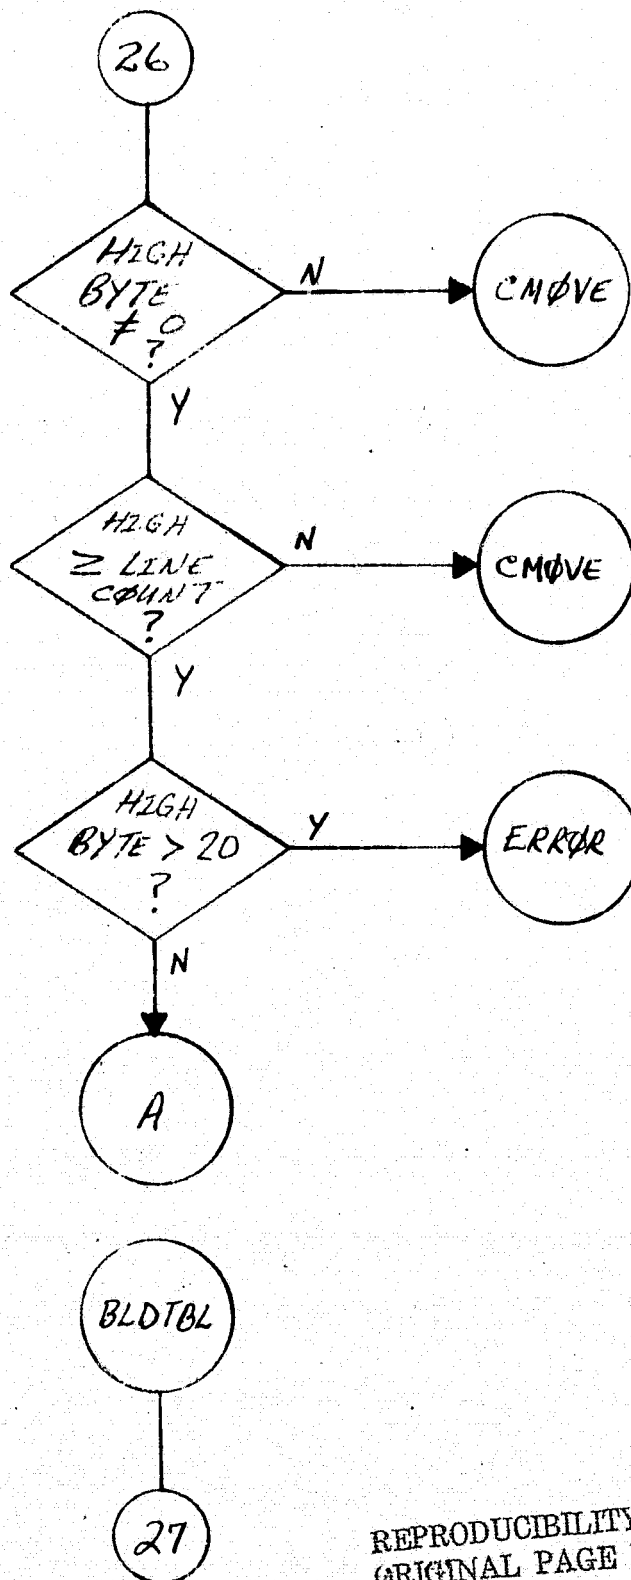 26
HIGH
BYTE
≠ 0
?
N
CMØVE
Y
HIGH
≥ LINE
CØUNT
?
N
CMØVE
Y
HIGH
BYTE > 20
?
Y
ERRØR
N
A
BLDTBL
27
REPRODUCIBILITY
ORIGINAL PAGE